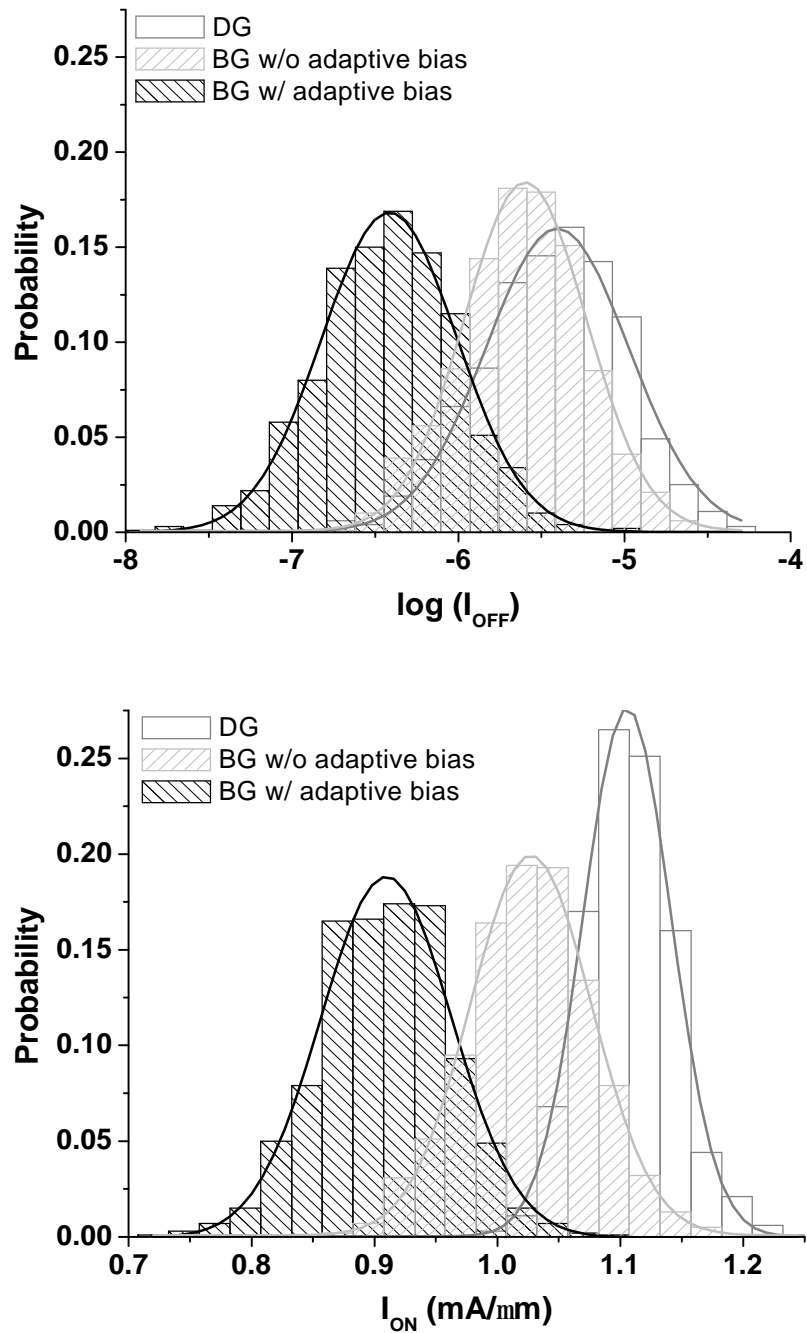 DG
BG w/o adaptive bias
BG w/ adaptive bias
0.25
0.20
0.15
0.10
0.05
0.00
Probability
-8 -7 -6 -5 -4
log (I_OFF)
DG
BG w/o adaptive bias
BG w/ adaptive bias
0.25
0.20
0.15
0.10
0.05
0.00
Probability
0.7 0.8 0.9 1.0 1.1 1.2
I_ON (mA/mm)